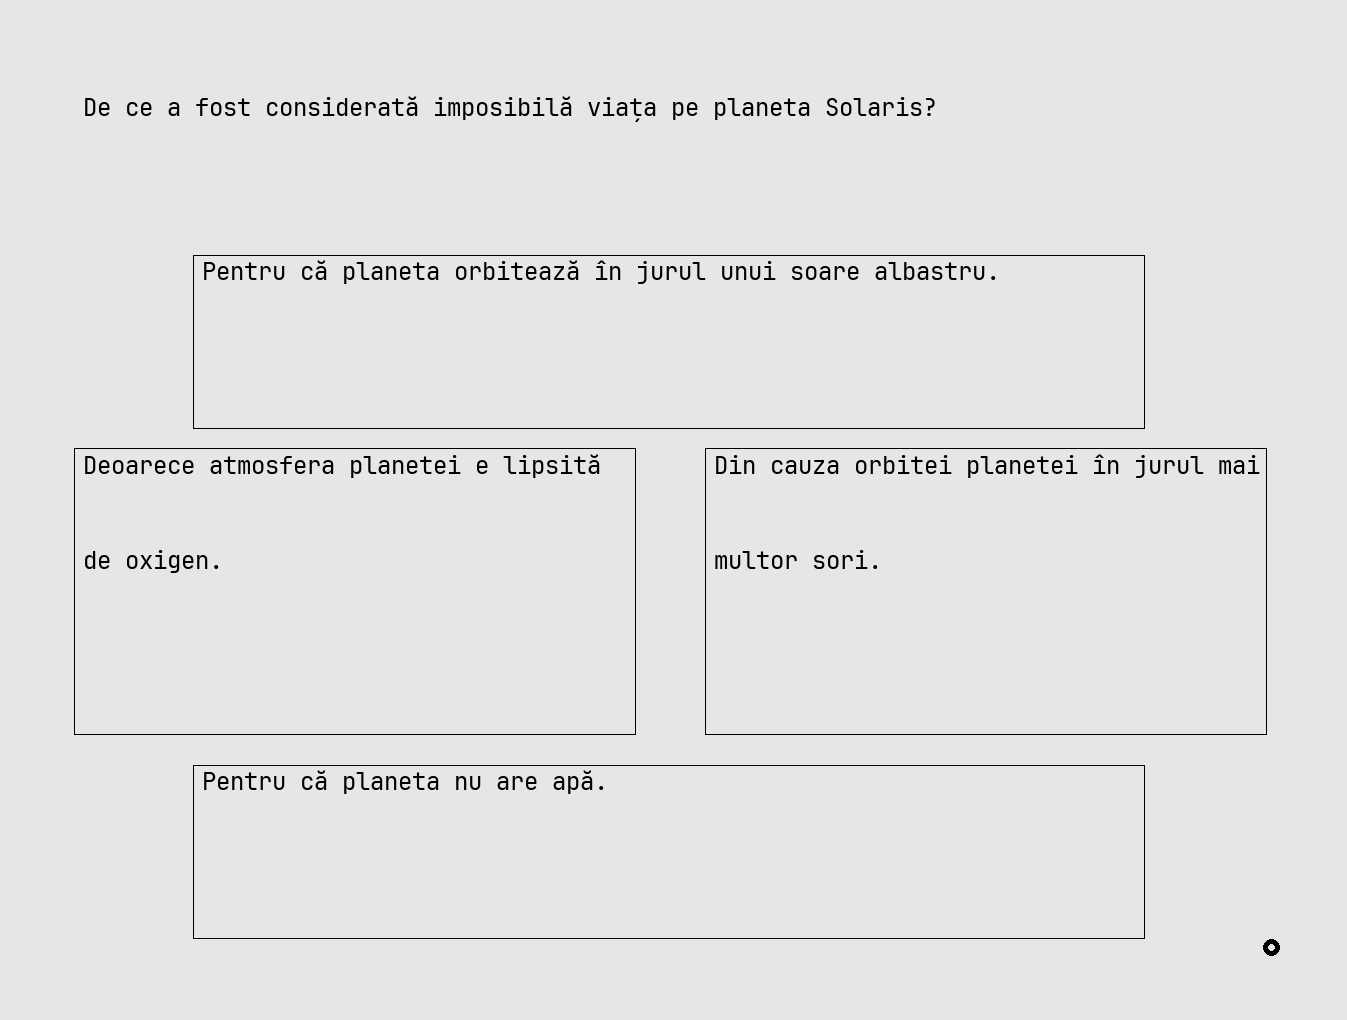 De ce a fost considerată imposibilă viața pe planeta Solaris?
Pentru că planeta orbitează în jurul unui soare albastru.
Deoarece atmosfera planetei e lipsită
de oxigen.
Din cauza orbitei planetei în jurul mai
multor sori.
Pentru că planeta nu are apă.